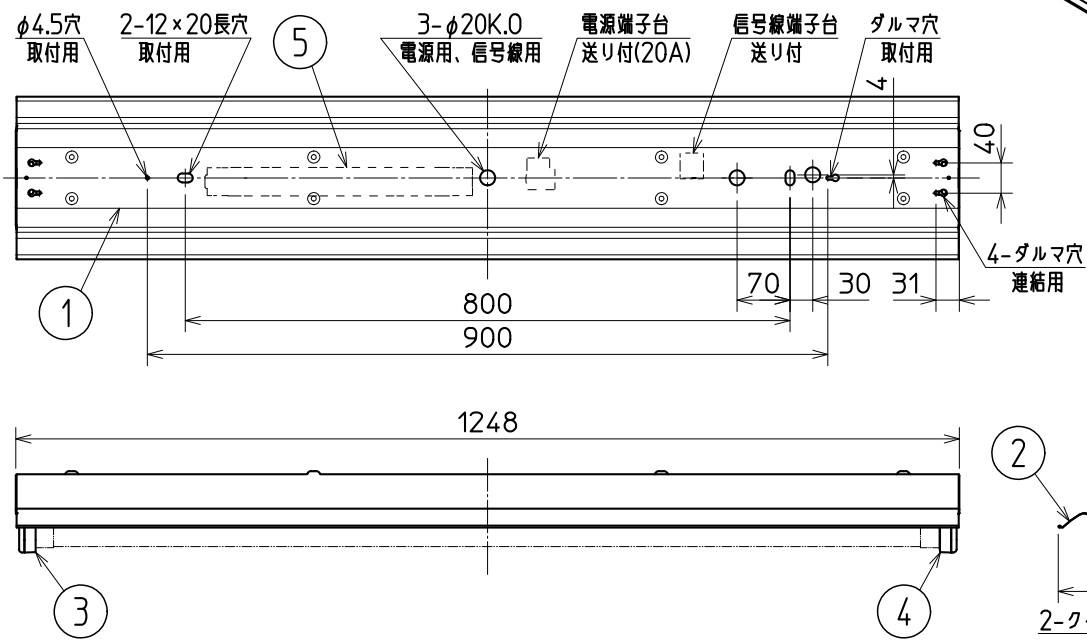 φ4.5穴
取付用
2-12×20長穴
取付用
5
3-φ20K.O
電源用、信号線用
電源端子台
送り付(20A)
信号線端子台
送り付
ダルマ穴
取付用
4
40
4-ダルマ穴
連結用
1
70
30
31
800
900
1248
2
3
4